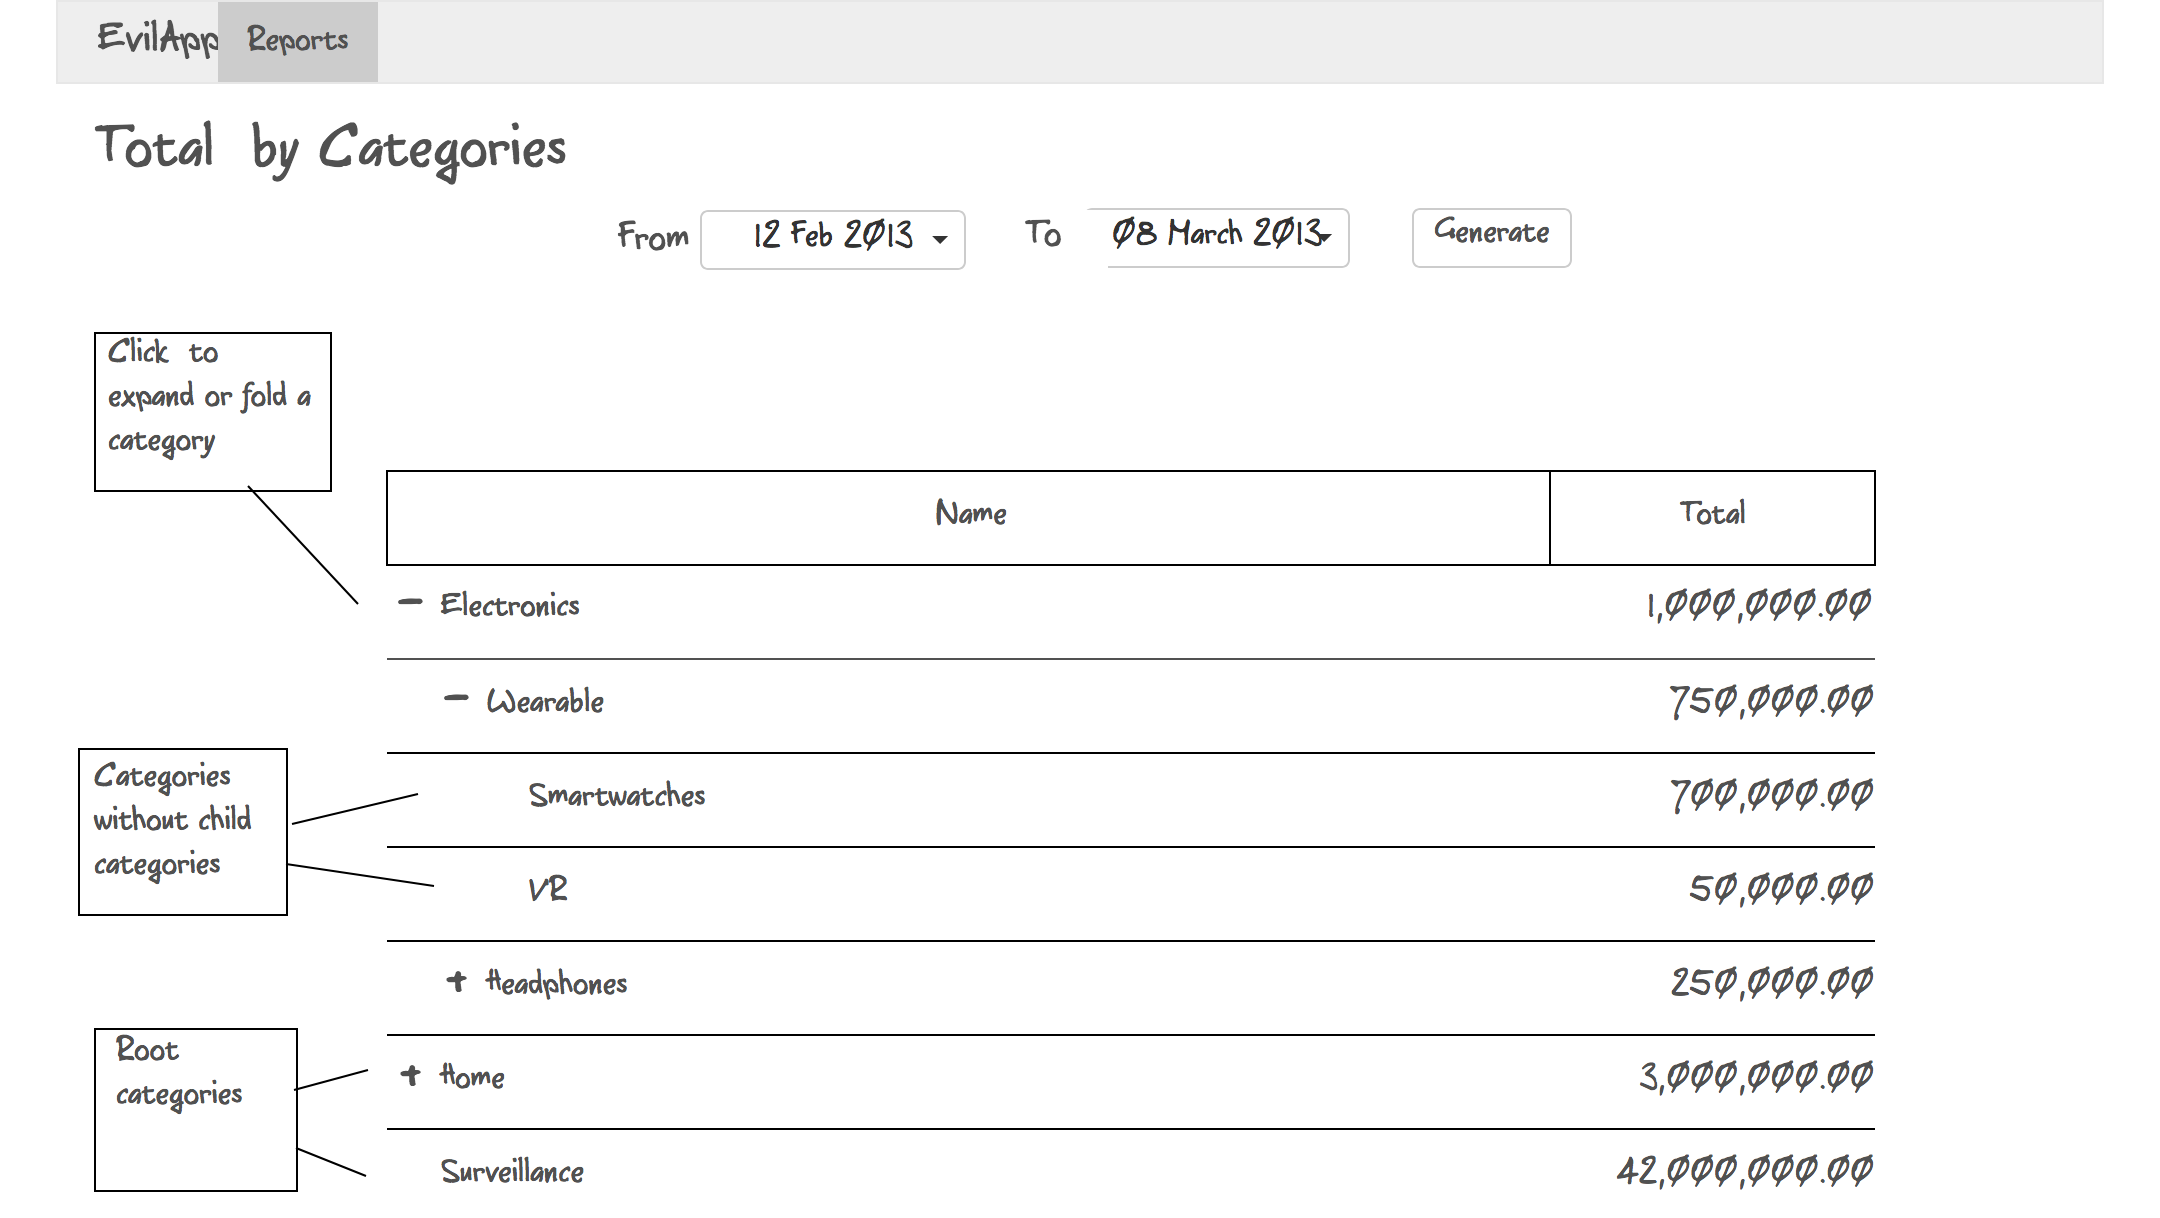 EvilApp Reports
Total by Categories
From 12 Feb 2013 To 08 March 2013 Generate
Click to
expand or fold a
category
Name Total
− Electronics 1,000,000.00
− Wearable 750,000.00
Categories
without child
categories
Smartwatches 700,000.00
VR 50,000.00
+ Headphones 250,000.00
Root
categories
+ Home 3,000,000.00
Surveillance 42,000,000.00